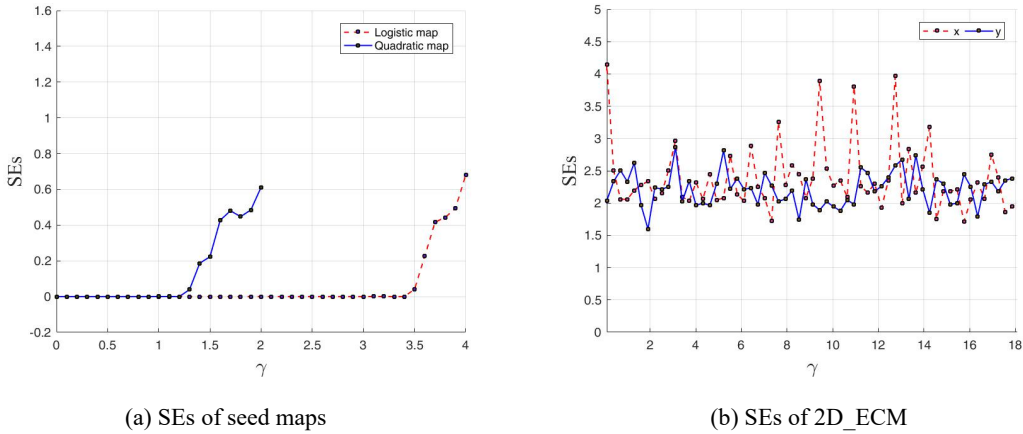 1.6
1.4
1.2
1
0.8
0.6
0.4
0.2
0
-0.2
SEs
0 0.5 1 1.5 2 2.5 3 3.5 4
γ
Logistic map
Quadratic map
(a) SEs of seed maps
5
4.5
4
3.5
3
2.5
2
1.5
1
0.5
0
SEs
2 4 6 8 10 12 14 16 18
γ
x y
(b) SEs of 2D_ECM